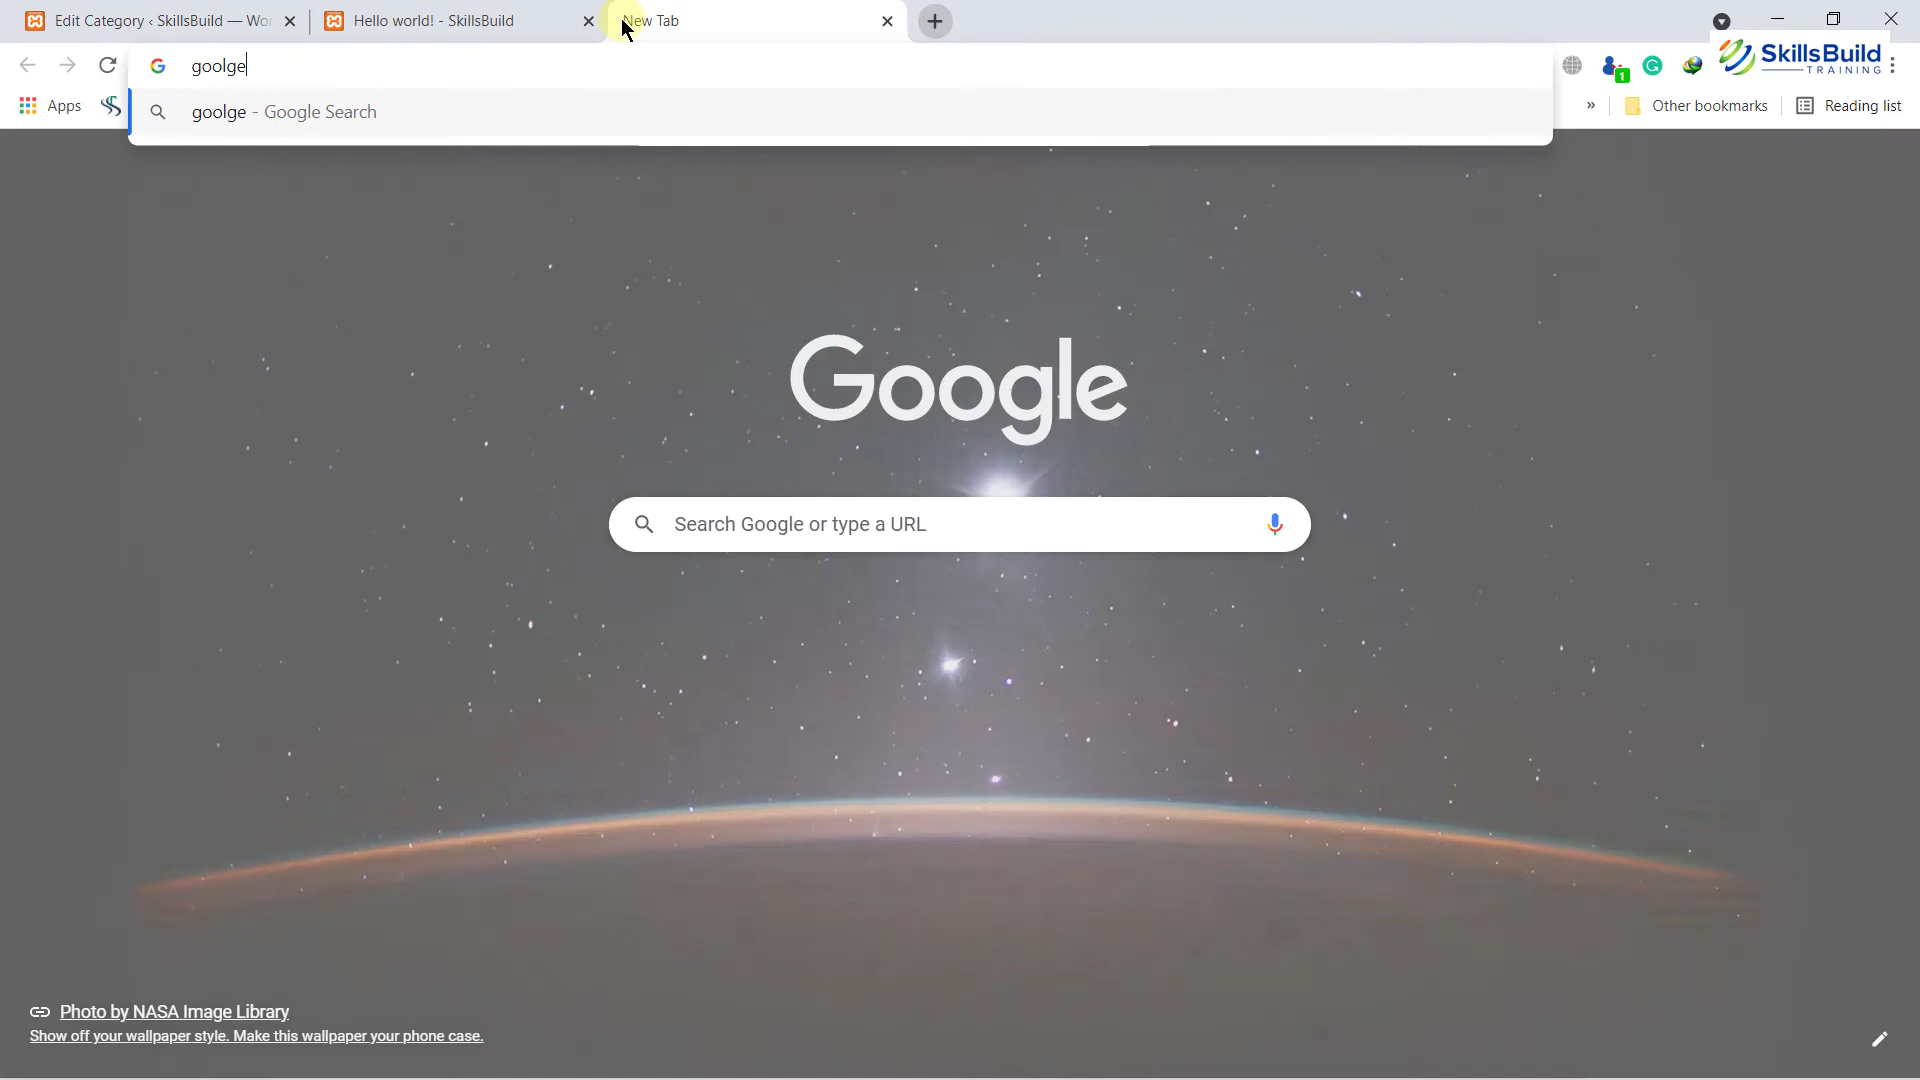 Edit Category ‹ SkillsBuild — Wor
Hello world! - SkillsBuild
New Tab
goolge
SkillsBuild
TRAINING
1
Apps
goolge - Google Search
»
Other bookmarks
Reading list
Google
Search Google or type a URL
Photo by NASA Image Library
Show off your wallpaper style. Make this wallpaper your phone case.